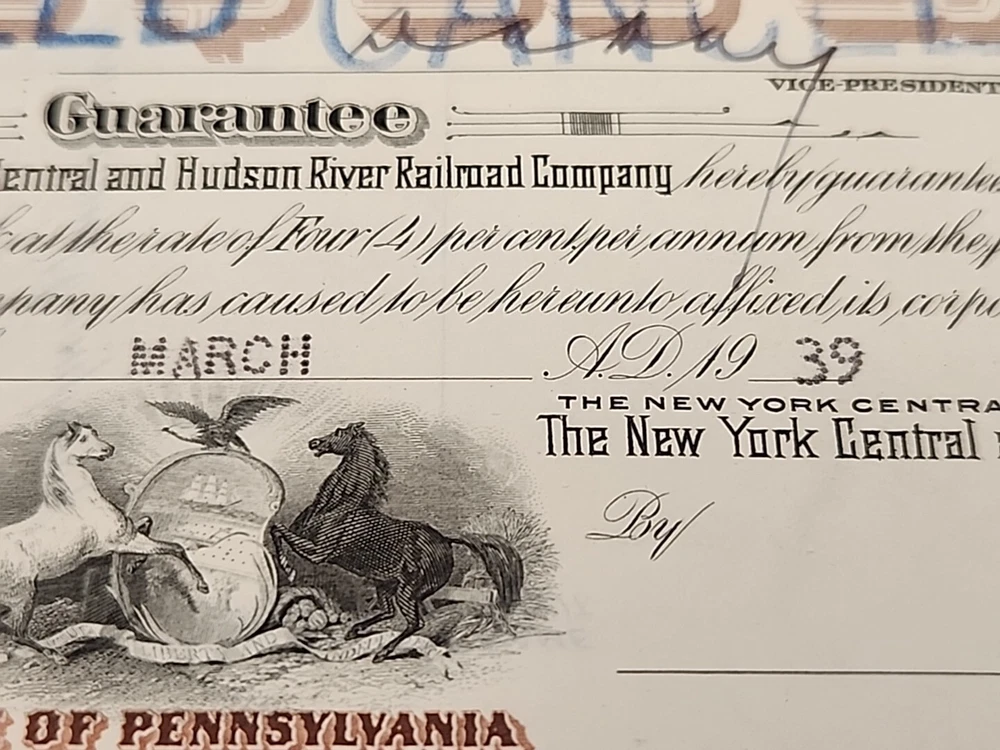 VICE-PRESIDENT
Guarantee
Central and Hudson River Railroad Company hereby guarantee
at the rate of Four (4) per cent. per annum from the
has caused to be hereunto affixed its
MARCH A.D. 19 39
THE NEW YORK CENTRA
The New York Central
By
LIBERTY AND
OF PENNSYLVANIA